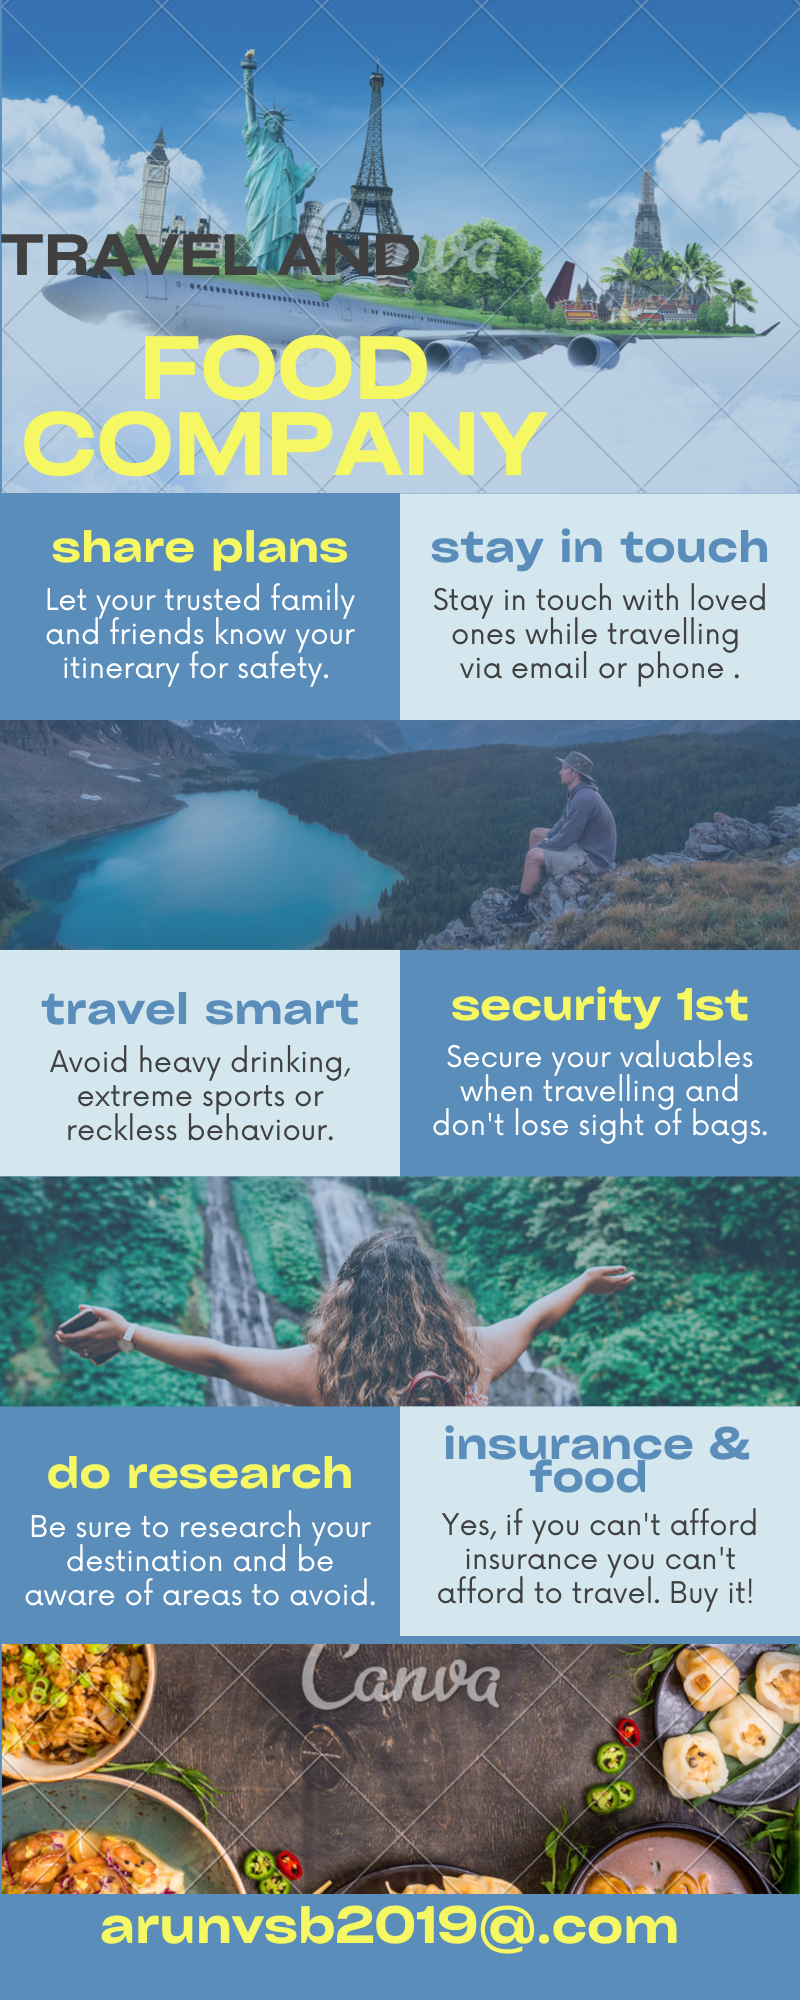 TRAVEL AND
Canva
FOOD
COMPANY
share plans
Let your trusted family
and friends know your
itinerary for safety.
stay in touch
Stay in touch with loved
ones while travelling
via email or phone .
travel smart
Avoid heavy drinking,
extreme sports or
reckless behaviour.
security 1st
Secure your valuables
when travelling and
don't lose sight of bags.
do research
Be sure to research your
destination and be
aware of areas to avoid.
insurance &
food
Yes, if you can't afford
insurance you can't
afford to travel. Buy it!
Canva
arunvsb2019@.com